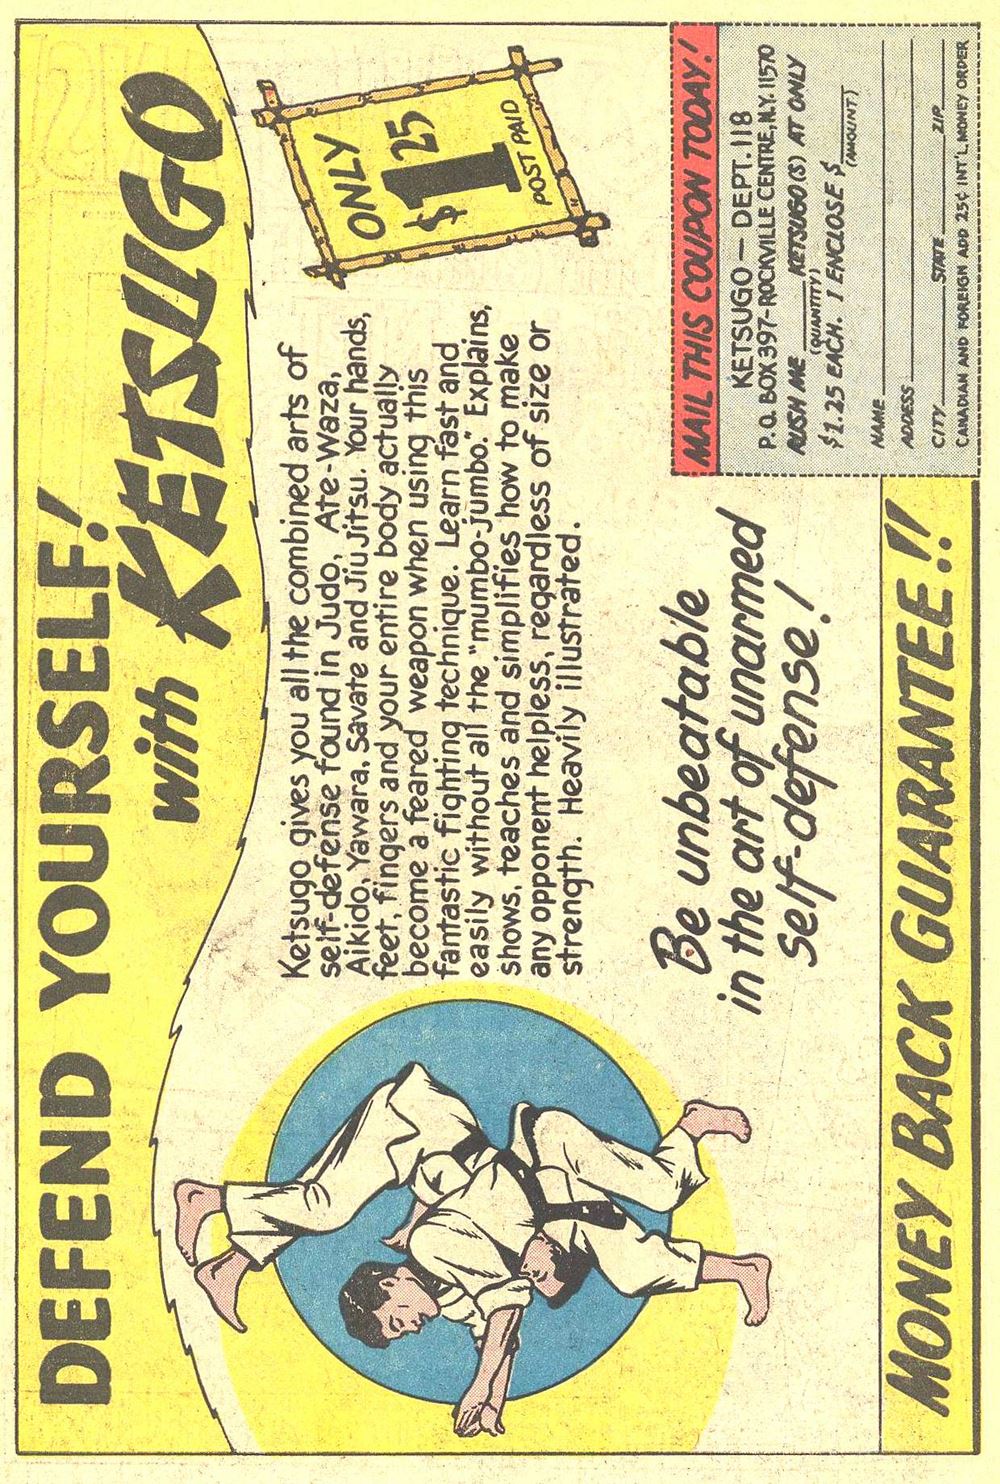 DEFEND YOURSELF!
with KETSUGO
Ketsugo gives you all the combined arts of
self-defense found in Judo, Ate-Waza,
Aikido, Yawara, Savate and Jiu Jitsu. Your hands,
feet, fingers and your entire body actually
become a feared weapon when using this
fantastic fighting technique. Learn fast and
easily without all the "mumbo-Jumbo." Explains,
shows, teaches and simplifies how to make
any opponent helpless, regardless of size or
strength. Heavily illustrated.
ONLY
$1 25
POST PAID
Be unbeatable
in the art of unarmed
self-defense!
MAIL THIS COUPON TODAY!
KETSUGO — DEPT. 118
P.O. BOX 397-ROCKVILLE CENTRE, N.Y. 11570
RUSH ME ____ KETSUGO(S) AT ONLY
(QUANTITY)
$1.25 EACH. I ENCLOSE $____
(AMOUNT)
NAME
ADDESS
CITY____ STATE____ ZIP____
CANADIAN AND FOREIGN ADD 25¢ INT'L. MONEY ORDER
MONEY BACK GUARANTEE!!